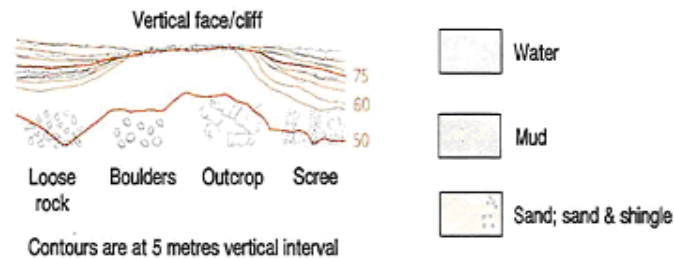 Vertical face/cliff
75
60
50
Loose rock
Boulders
Outcrop
Scree
Contours are at 5 metres vertical interval
Water
Mud
Sand; sand & shingle